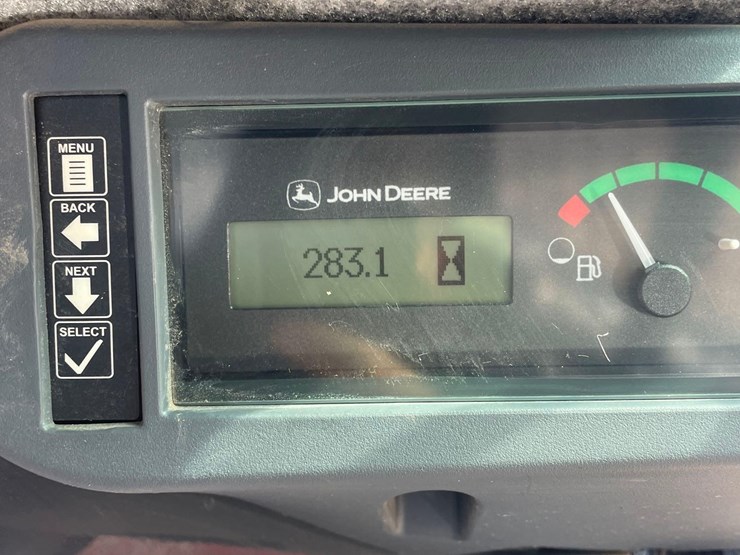 MENU
BACK
NEXT
SELECT
JOHN DEERE
283.1